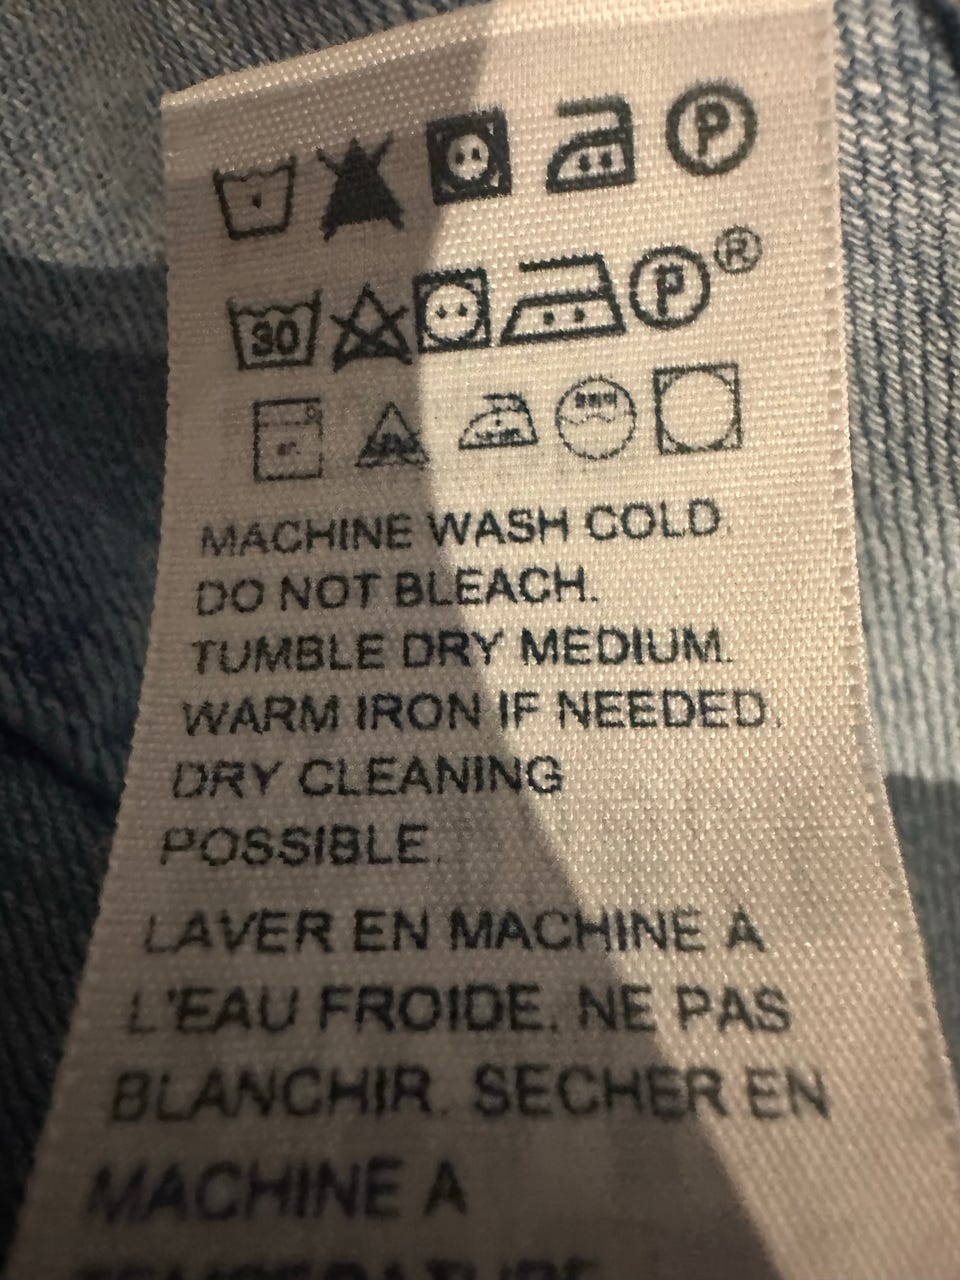 P
P ®
30
MACHINE WASH COLD.
DO NOT BLEACH.
TUMBLE DRY MEDIUM.
WARM IRON IF NEEDED.
DRY CLEANING
POSSIBLE.
LAVER EN MACHINE A
L'EAU FROIDE. NE PAS
BLANCHIR. SECHER EN
MACHINE A
TEMPERATURE